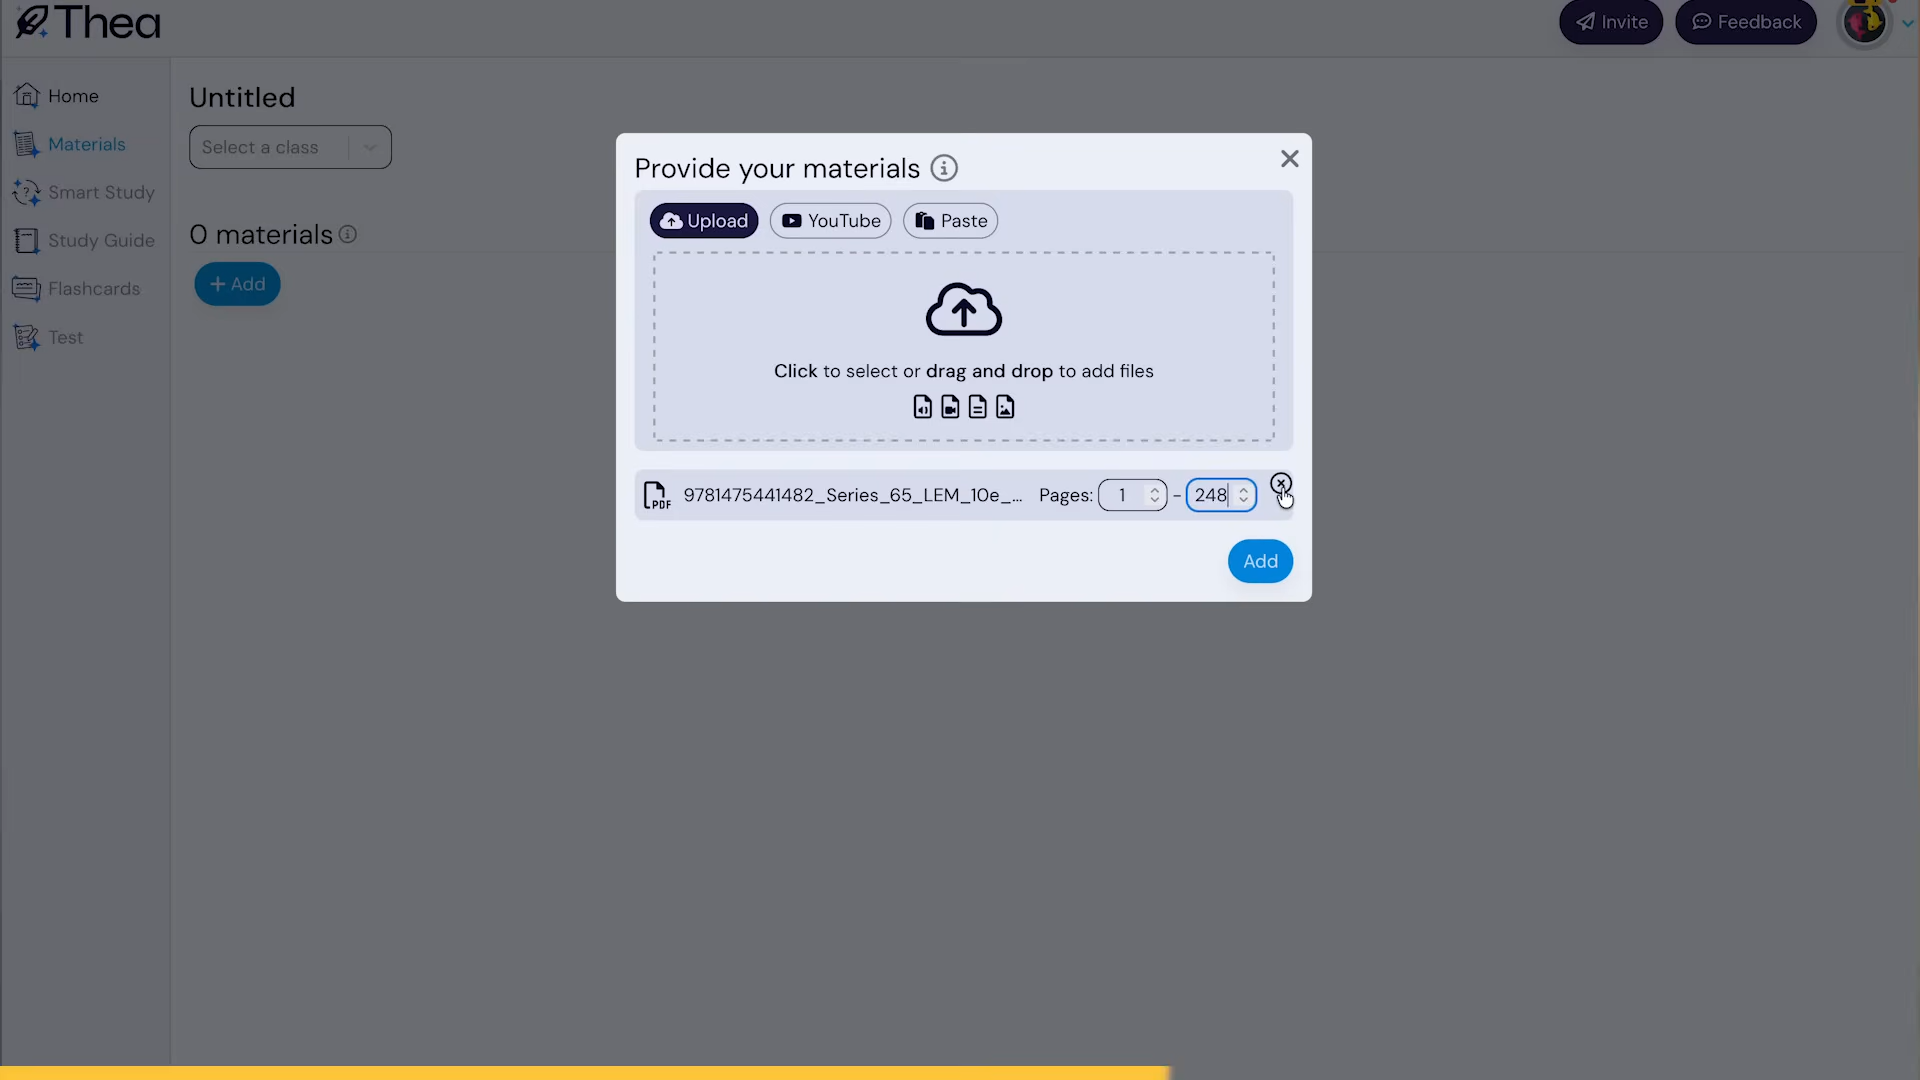 Thea
Invite
Feedback
Home
Materials
Smart Study
Study Guide
Flashcards
Test
Untitled
Select a class
0 materials
+ Add
Provide your materials
Upload
YouTube
Paste
Click to select or drag and drop to add files
PDF
9781475441482_Series_65_LEM_10e_...
Pages: 1 - 248
Add